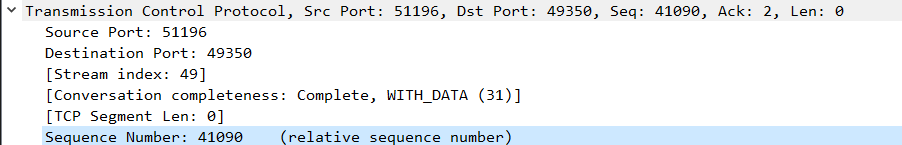 Transmission Control Protocol, Src Port: 51196, Dst Port: 49350, Seq: 41090, Ack: 2, Len: 0
Source Port: 51196
Destination Port: 49350
[Stream index: 49]
[Conversation completeness: Complete, WITH_DATA (31)]
[TCP Segment Len: 0]
Sequence Number: 41090    (relative sequence number)